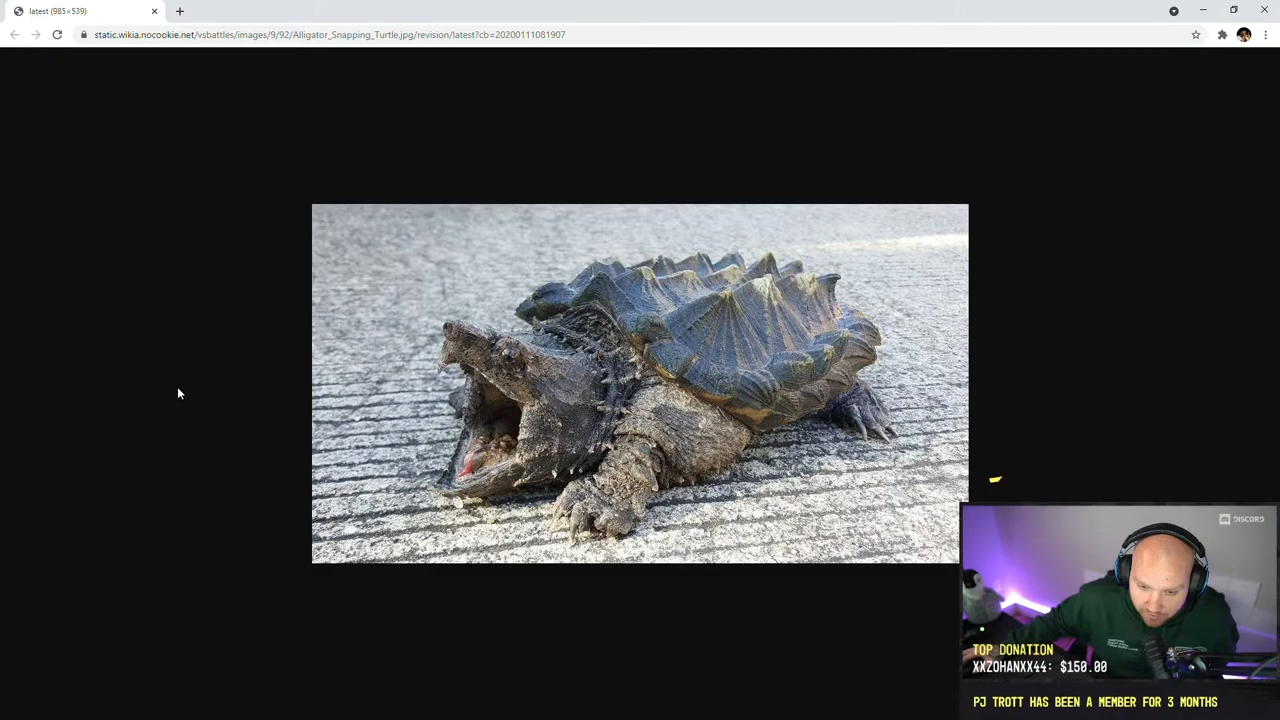 latest (985×539)
static.wikia.nocookie.net/vsbattles/images/9/92/Alligator_Snapping_Turtle.jpg/revision/latest?cb=20200111081907
DISCORD
TOP DONATION
XXZOHANXX44: $150.00
PJ TROTT HAS BEEN A MEMBER FOR 3 MONTHS